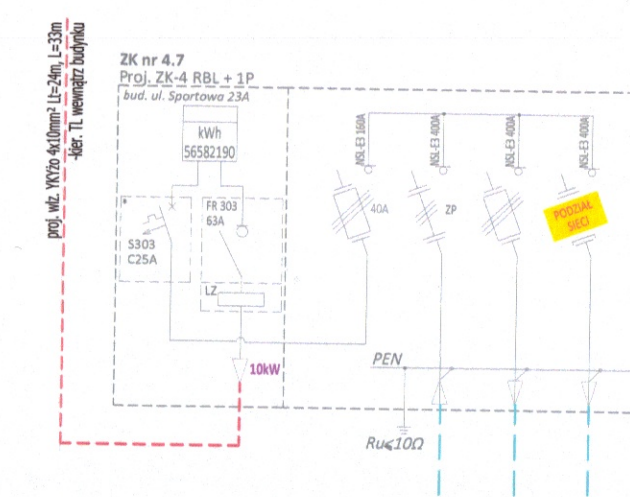 proj. wlz. YKYżo 4x10mm² Lt=24m, L=33m
-kier. TL wewnątrz budynku
ZK nr 4.7
Proj. ZK-4 RBL + 1P
bud. ul. Sportowa 23A
kWh
56582190
*
S303
C25A
FR 303
63A
LZ
10kW
NSL-E3 160A
NSL-E3 400A
NSL-E3 400A
NSL-E3 400A
40A
ZP
PODZIAŁ
SIECI
PEN
Ru≤10Ω